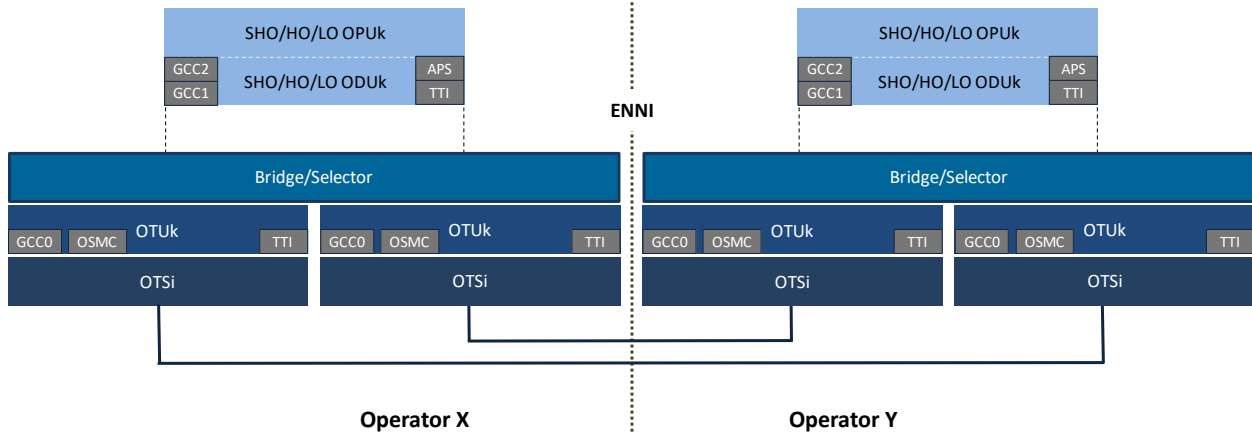 SHO/HO/LO OPUk
SHO/HO/LO OPUk
GCC2
APS
GCC2
APS
SHO/HO/LO ODUk
SHO/HO/LO ODUk
GCC1
TTI
GCC1
TTI
ENNI
Bridge/Selector
Bridge/Selector
OTUk
OTUk
OTUk
OTUk
GCC0
OSMC
TTI
GCC0
OSMC
TTI
GCC0
OSMC
TTI
GCC0
OSMC
TTI
OTSi
OTSi
OTSi
OTSi
Operator X
Operator Y